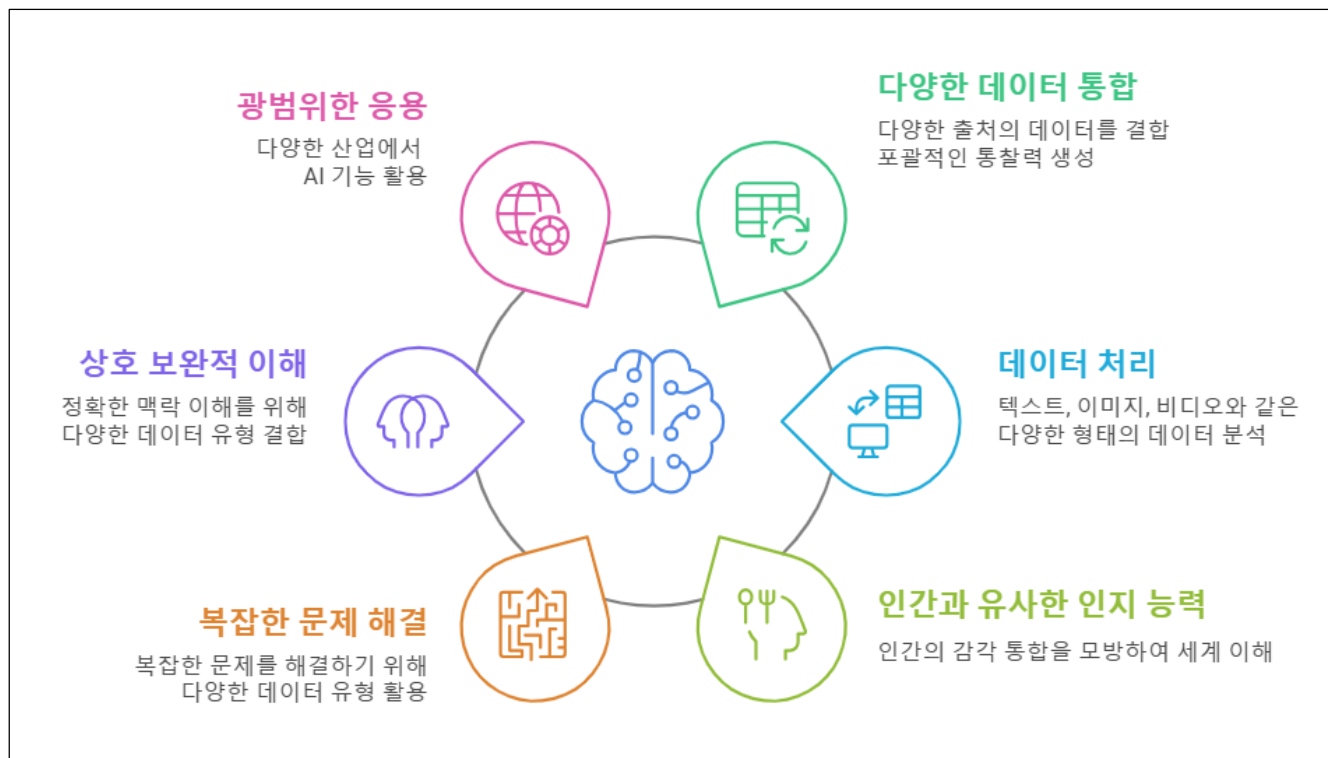 광범위한 응용
다양한 산업에서
AI 기능 활용
다양한 데이터 통합
다양한 출처의 데이터를 결합
포괄적인 통찰력 생성
상호 보완적 이해
정확한 맥락 이해를 위해
다양한 데이터 유형 결합
데이터 처리
텍스트, 이미지, 비디오와 같은
다양한 형태의 데이터 분석
복잡한 문제 해결
복잡한 문제를 해결하기 위해
다양한 데이터 유형 활용
인간과 유사한 인지 능력
인간의 감각 통합을 모방하여 세계 이해